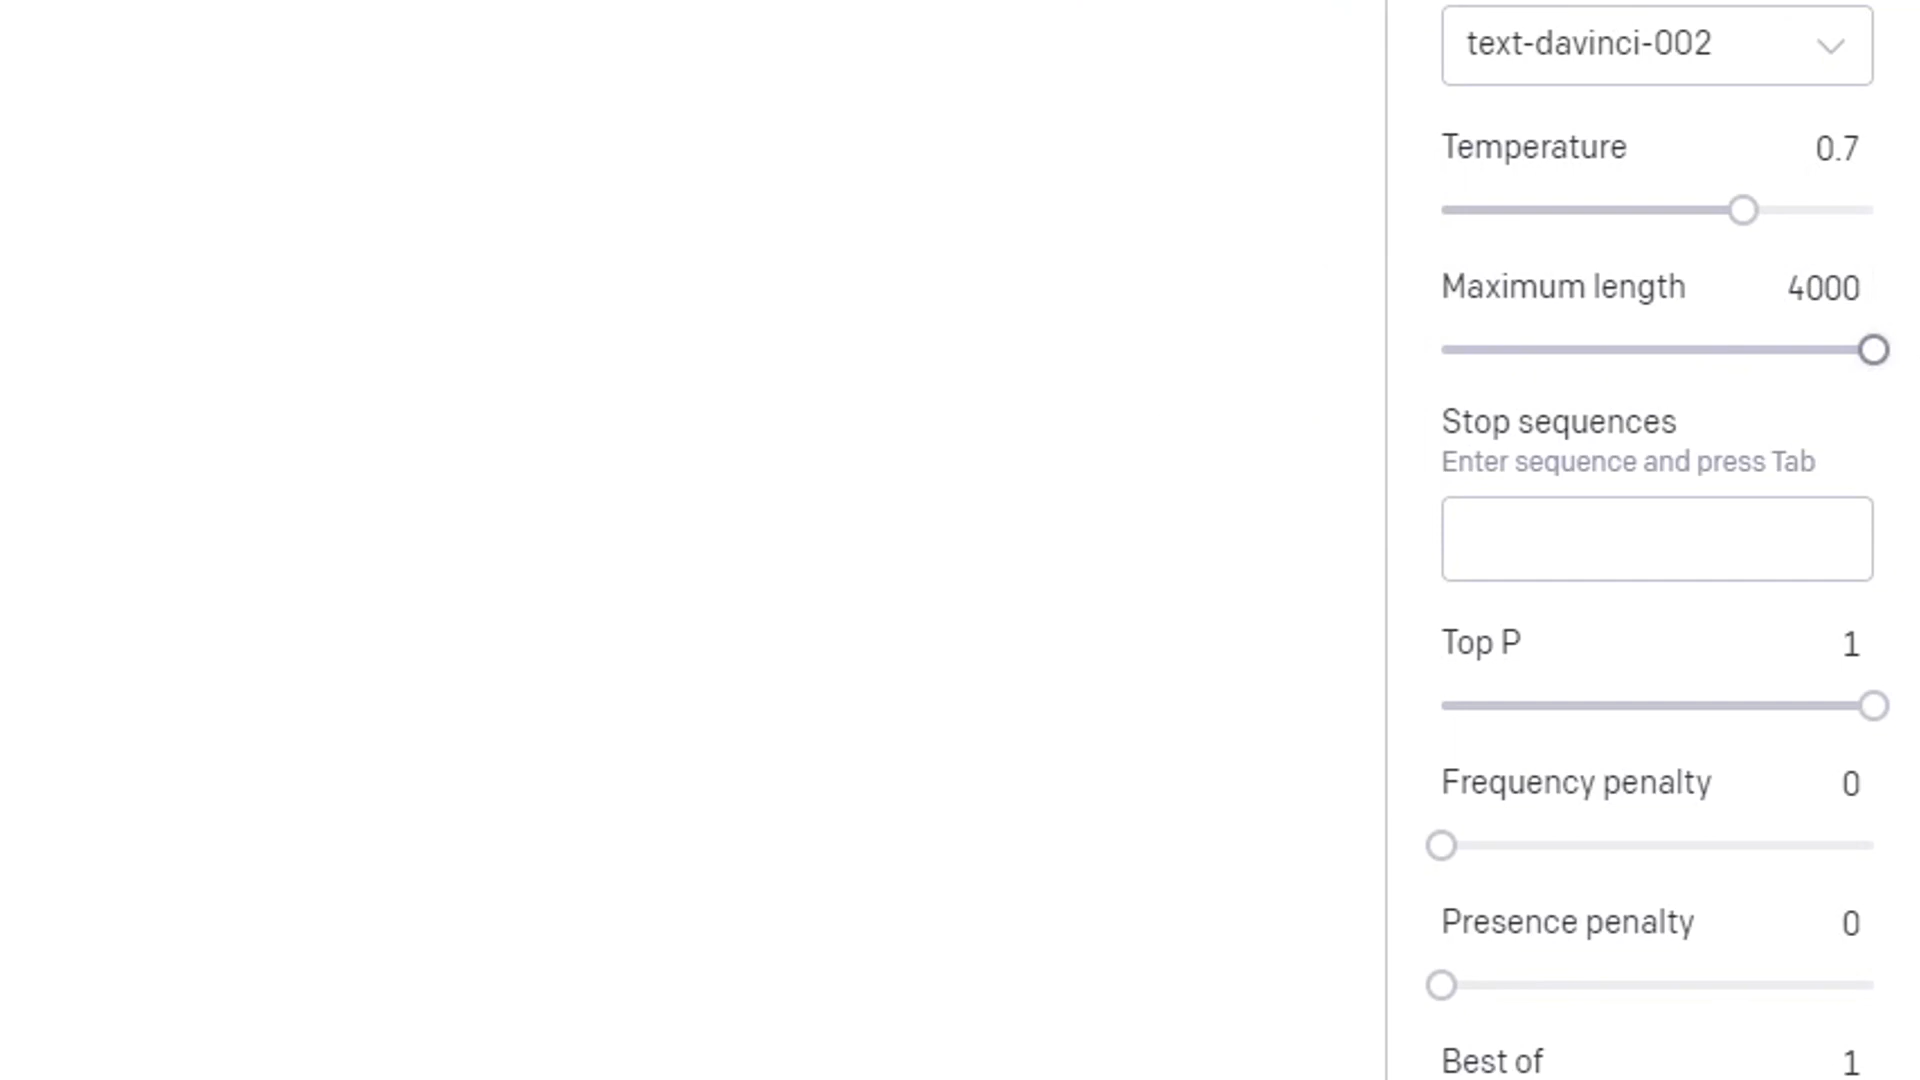 text-davinci-002
Temperature 0.7
Maximum length 4000
Stop sequences
Enter sequence and press Tab
Top P 1
Frequency penalty 0
Presence penalty 0
Best of 1